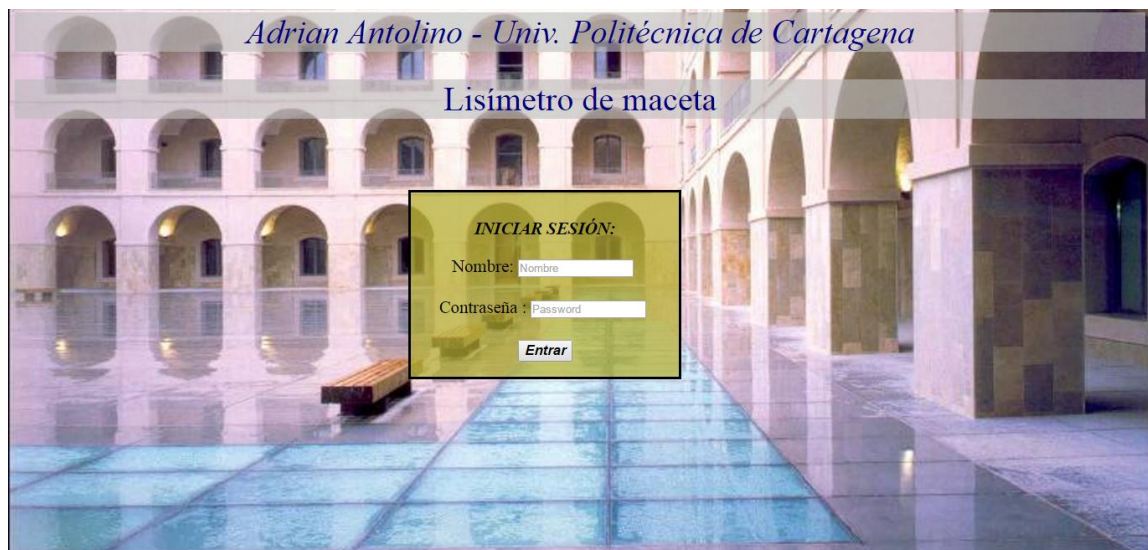 Adrian Antolino - Univ. Politécnica de Cartagena
Lisímetro de maceta
INICIAR SESIÓN:
Nombre: Nombre
Contraseña : Password
Entrar